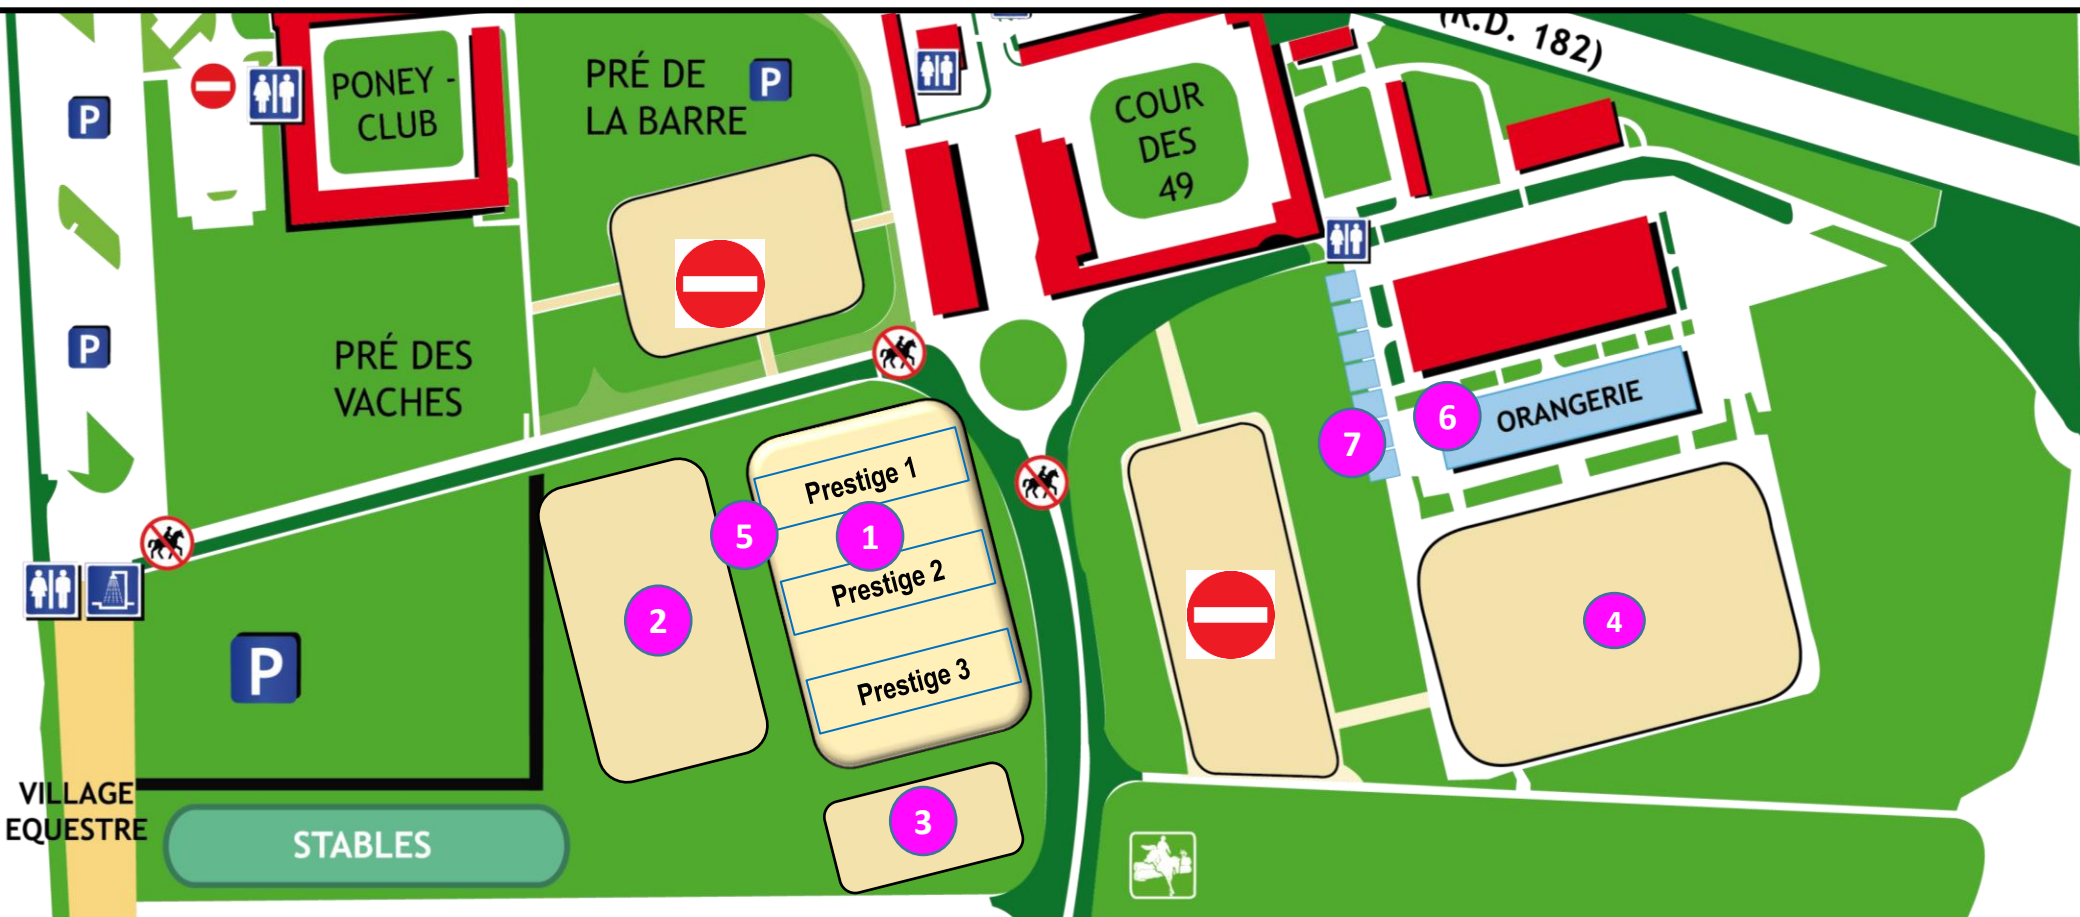 (R.D. 182)
PONEY -
CLUB
PRÉ DE
LA BARRE
P
P
COUR
DES
49
PRÉ DES
VACHES
P
ORANGERIE
6
7
Prestige 1
5
1
Prestige 2
2
4
P
Prestige 3
VILLAGE
EQUESTRE
STABLES
3